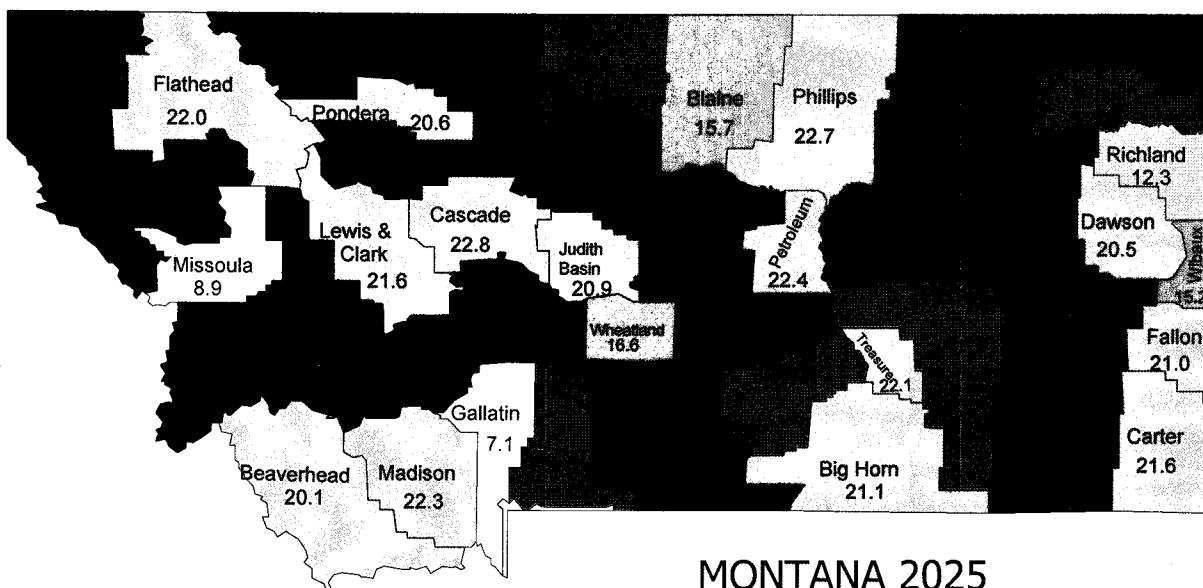 Flathead
22.0
Pondera
20.6
Blaine
15.7
Phillips
22.7
Richland
12.3
Dawson
20.5
Wibaux
Missoula
8.9
Lewis &
Clark
21.6
Cascade
22.8
Judith
Basin
20.9
Petroleum
22.4
Wheatland
16.6
Treasure
22.1
Fallon
21.0
Gallatin
7.1
Beaverhead
20.1
Madison
22.3
Big Horn
21.1
Carter
21.6
MONTANA 2025